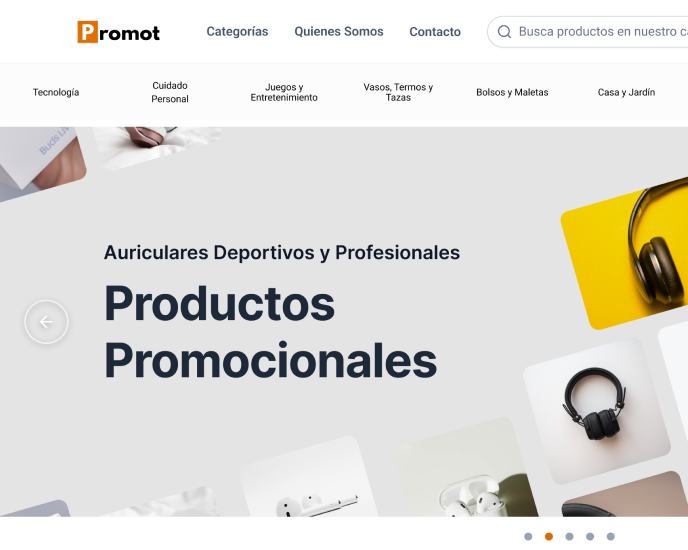 Promot
Categorías
Quienes Somos
Contacto
Busca productos en nuestro
Tecnología
Cuidado
Personal
Juegos y
Entretenimiento
Vasos, Termos y
Tazas
Bolsos y Maletas
Casa y Jardín
Buds
Auriculares Deportivos y Profesionales
Productos
Promocionales